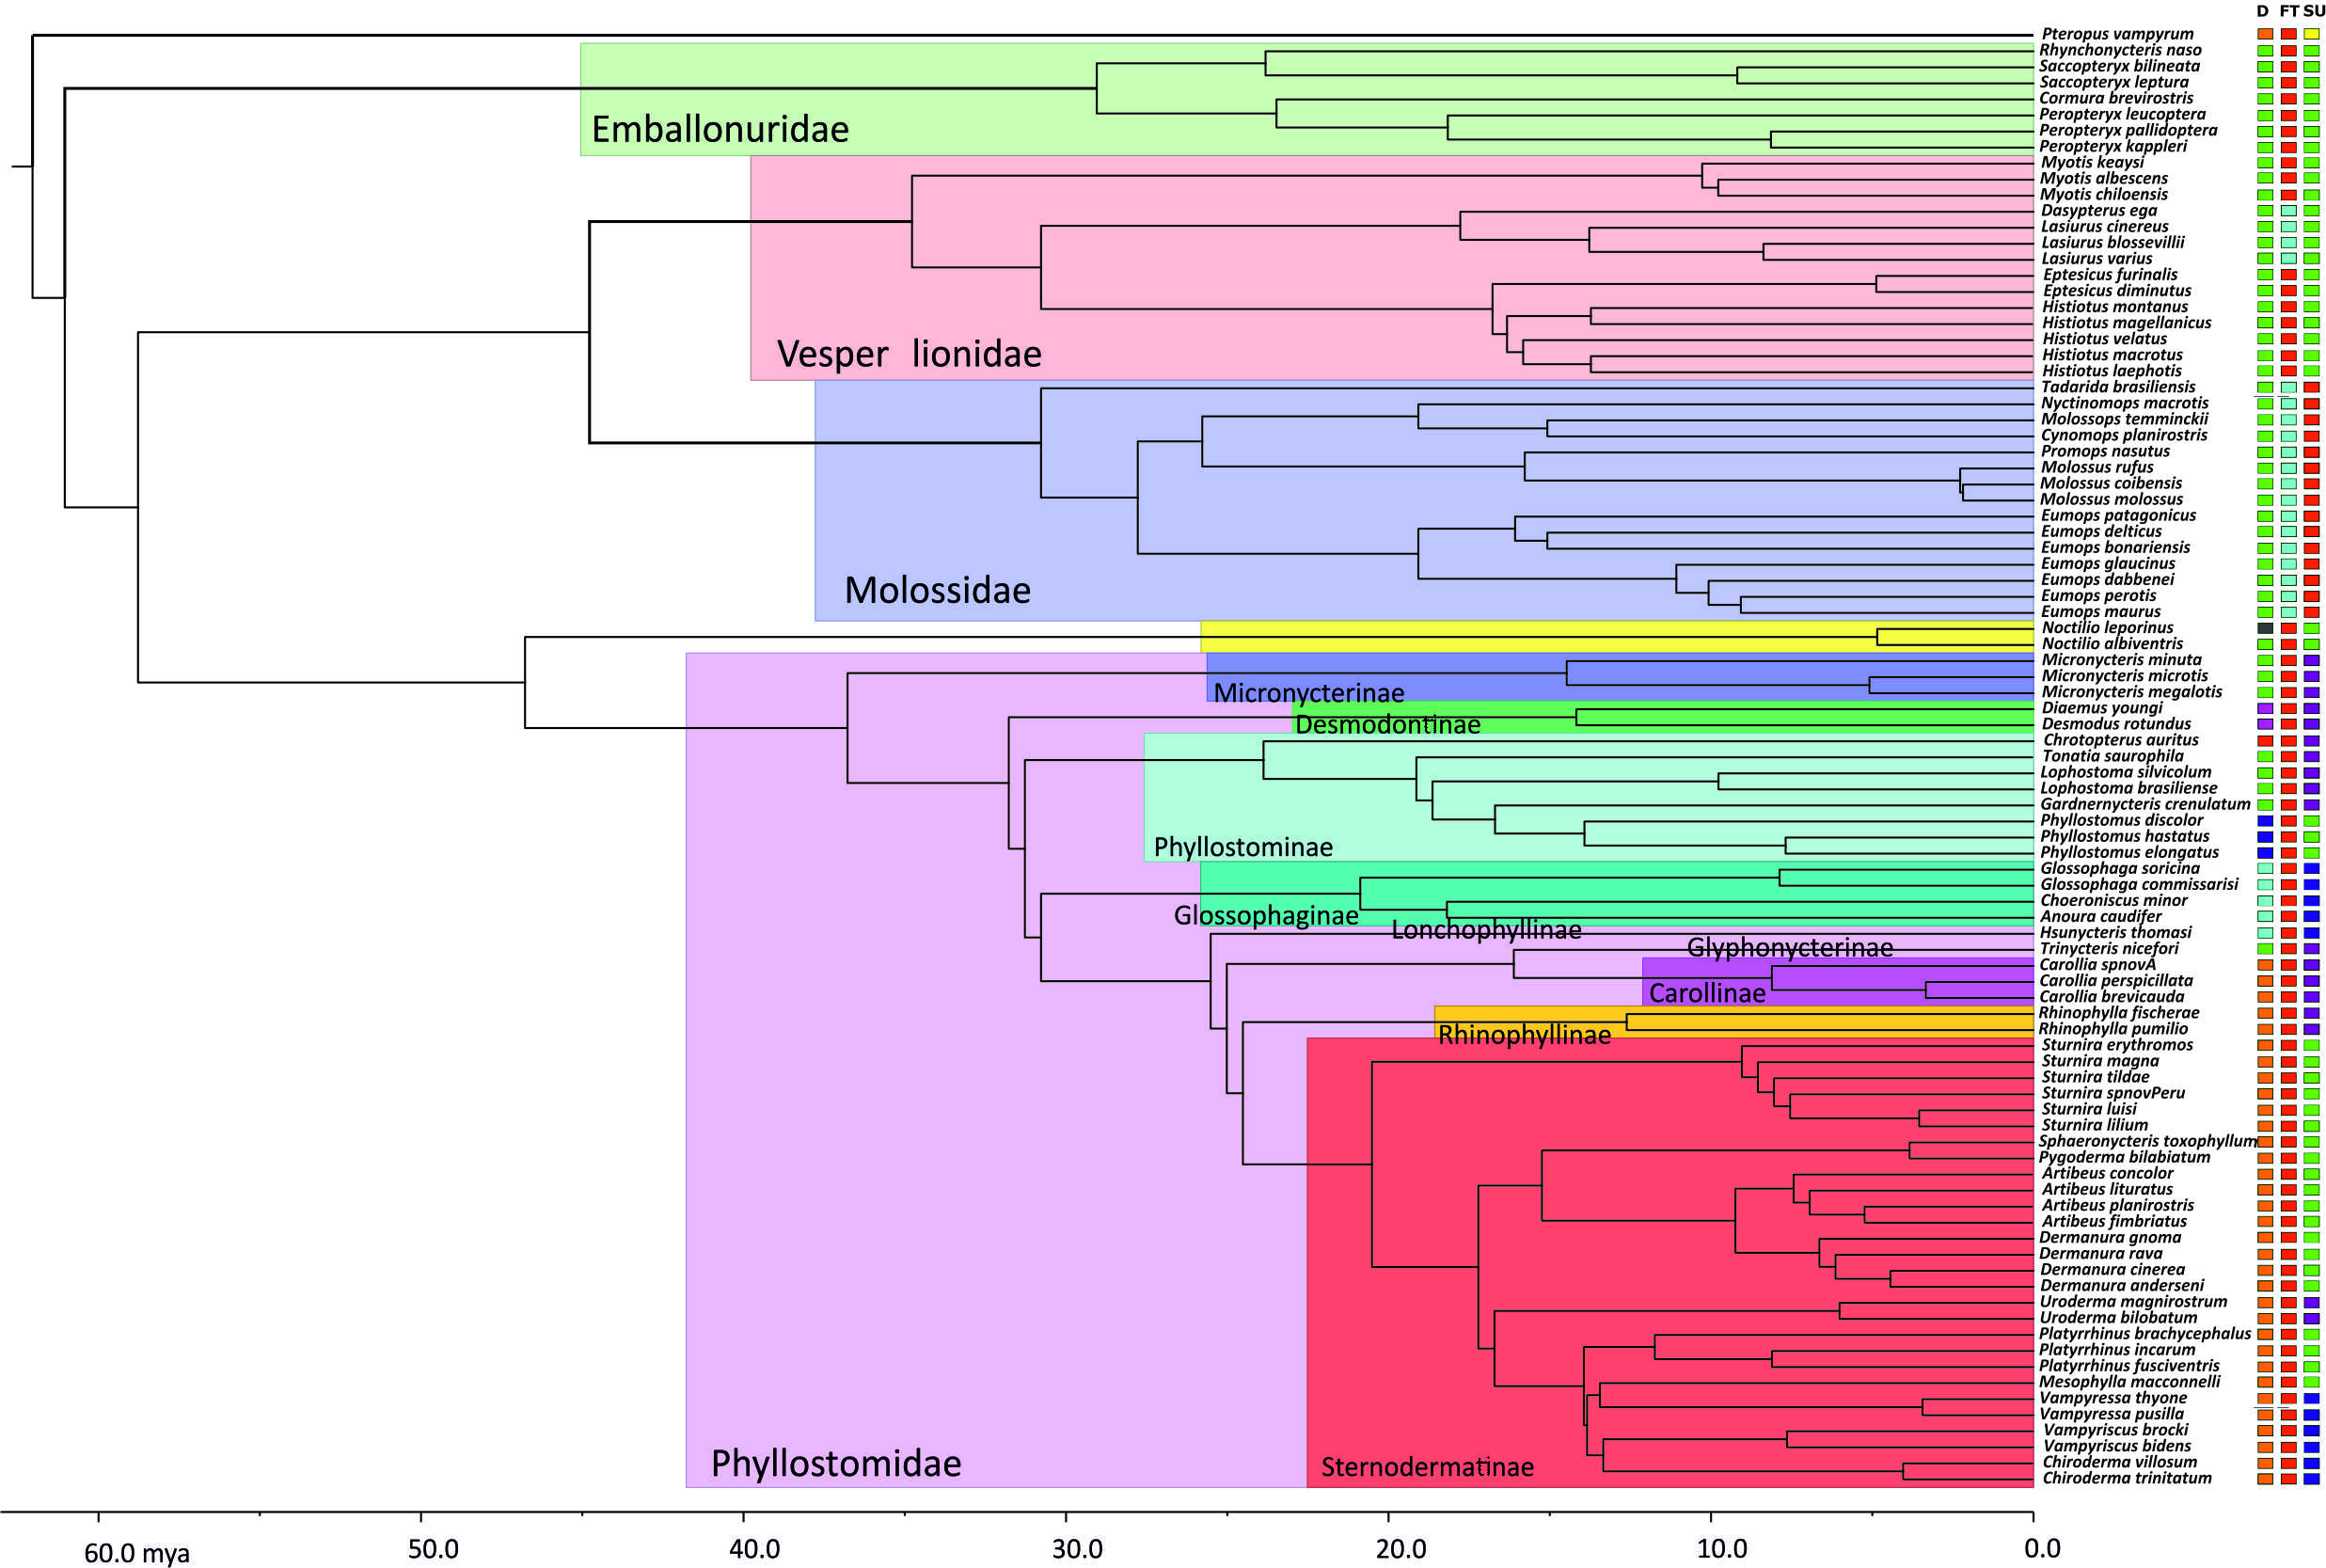 D FT SU
Pteropus vampyrum
Rhynchonycteris naso
Saccopteryx bilineata
Saccopteryx leptura
Cormura brevirostris
Peropteryx leucoptera
Emballonuridae
Peropteryx pallidoptera
Peropteryx kappleri
Myotis keaysi
Myotis albescens
Myotis chiloensis
Dasypterus ega
Lasiurus cinereus
Lasiurus blossevillii
Lasiurus varius
Eptesicus furinalis
Eptesicus diminutus
Histiotus montanus
Histiotus magellanicus
Histiotus velatus
Vesper lionidae
Histiotus macrotus
Histiotus laephotis
Tadarida brasiliensis
Nyctinomops macrotis
Molossops temminckii
Cynomops planirostris
Promops nasutus
Molossus rufus
Molossus coibensis
Molossus molossus
Eumops patagonicus
Eumops delticus
Eumops bonariensis
Eumops glaucinus
Eumops dabbenei
Molossidae
Eumops perotis
Eumops maurus
Noctilio leporinus
Noctilio albiventris
Micronycteris minuta
Micronycteris microtis
Micronycterinae
Micronycteris megalotis
Diaemus youngi
Desmodontinae
Desmodus rotundus
Chrotopterus auritus
Tonatia saurophila
Lophostoma silvicolum
Lophostoma brasiliense
Gardnernycteris crenulatum
Phyllostomus discolor
Phyllostomus hastatus
Phyllostominae
Phyllostomus elongatus
Glossophaga soricina
Glossophaga commissarisi
Choeroniscus minor
Glossophaginae
Anoura caudifer
Lonchophyllinae
Hsunycteris thomasi
Glyphonycterinae
Trinycteris nicefori
Carollia spnovA
Carollia perspicillata
Carollinae
Carollia brevicauda
Rhinophylla fischerae
Rhinophyllinae
Rhinophylla pumilio
Sturnira erythromos
Sturnira magna
Sturnira tildae
Sturnira spnovPeru
Sturnira luisi
Sturnira lilium
Sphaeronycteris toxophyllum
Pygoderma bilabiatum
Artibeus concolor
Artibeus lituratus
Artibeus planirostris
Artibeus fimbriatus
Dermanura gnoma
Dermanura rava
Dermanura cinerea
Dermanura anderseni
Uroderma magnirostrum
Uroderma bilobatum
Platyrrhinus brachycephalus
Platyrrhinus incarum
Platyrrhinus fusciventris
Mesophylla macconnelli
Vampyressa thyone
Vampyressa pusilla
Vampyriscus brocki
Vampyriscus bidens
Phyllostomidae
Sternodermatinae
Chiroderma villosum
Chiroderma trinitatum
60.0 mya 50.0 40.0 30.0 20.0 10.0 0.0